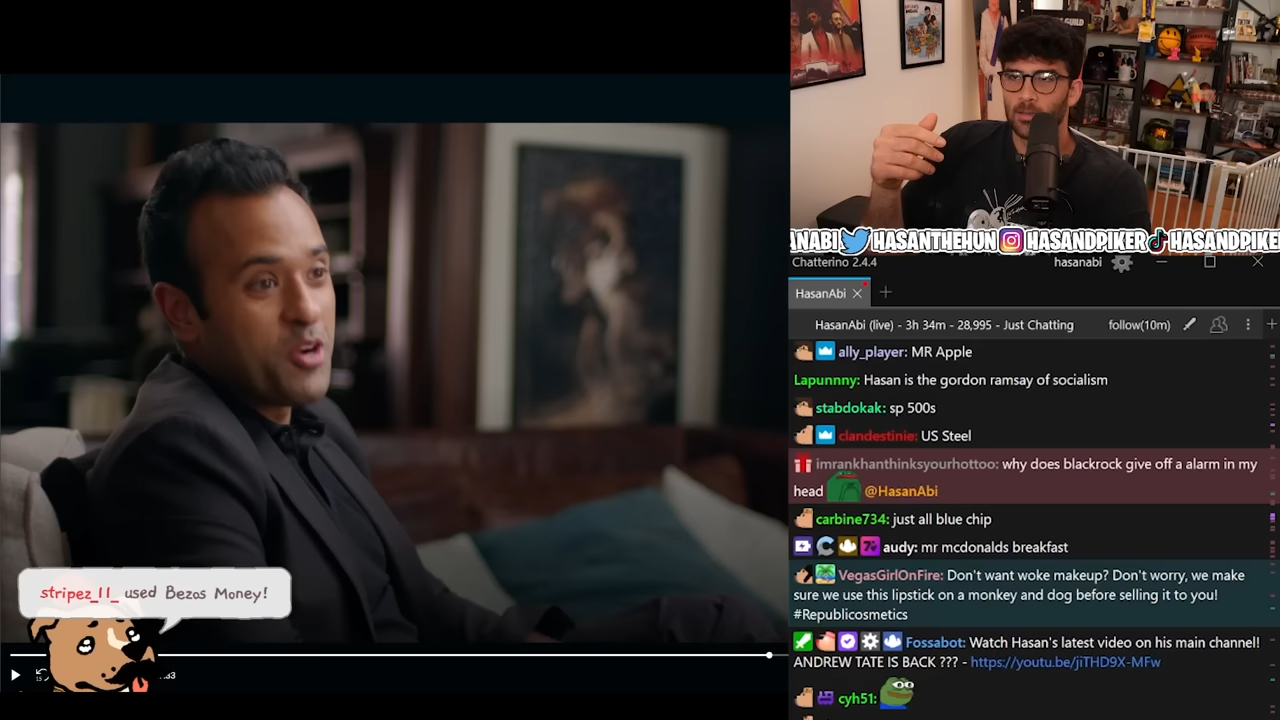 ANABI HASANTHEHUN HASANDPIKER HASANDPIKE
Chatterino 2.4.4
hasanabi
HasanAbi
HasanAbi (live) - 3h 34m - 28,995 - Just Chatting
follow(10m)
ally_player: MR Apple
Lapunnny: Hasan is the gordon ramsay of socialism
stabdokak: sp 500s
clandestinie: US Steel
imrankhanthinksyourhottoo: why does blackrock give off a alarm in my
head @HasanAbi
carbine734: just all blue chip
audy: mr mcdonalds breakfast
VegasGirlOnFire: Don't want woke makeup? Don't worry, we make
sure we use this lipstick on a monkey and dog before selling it to you!
#Republicosmetics
Fossabot: Watch Hasan's latest video on his main channel!
ANDREW TATE IS BACK ??? - https://youtu.be/jiTHD9X-MFw
cyh51:
stripez_11_ used Bezos Money!